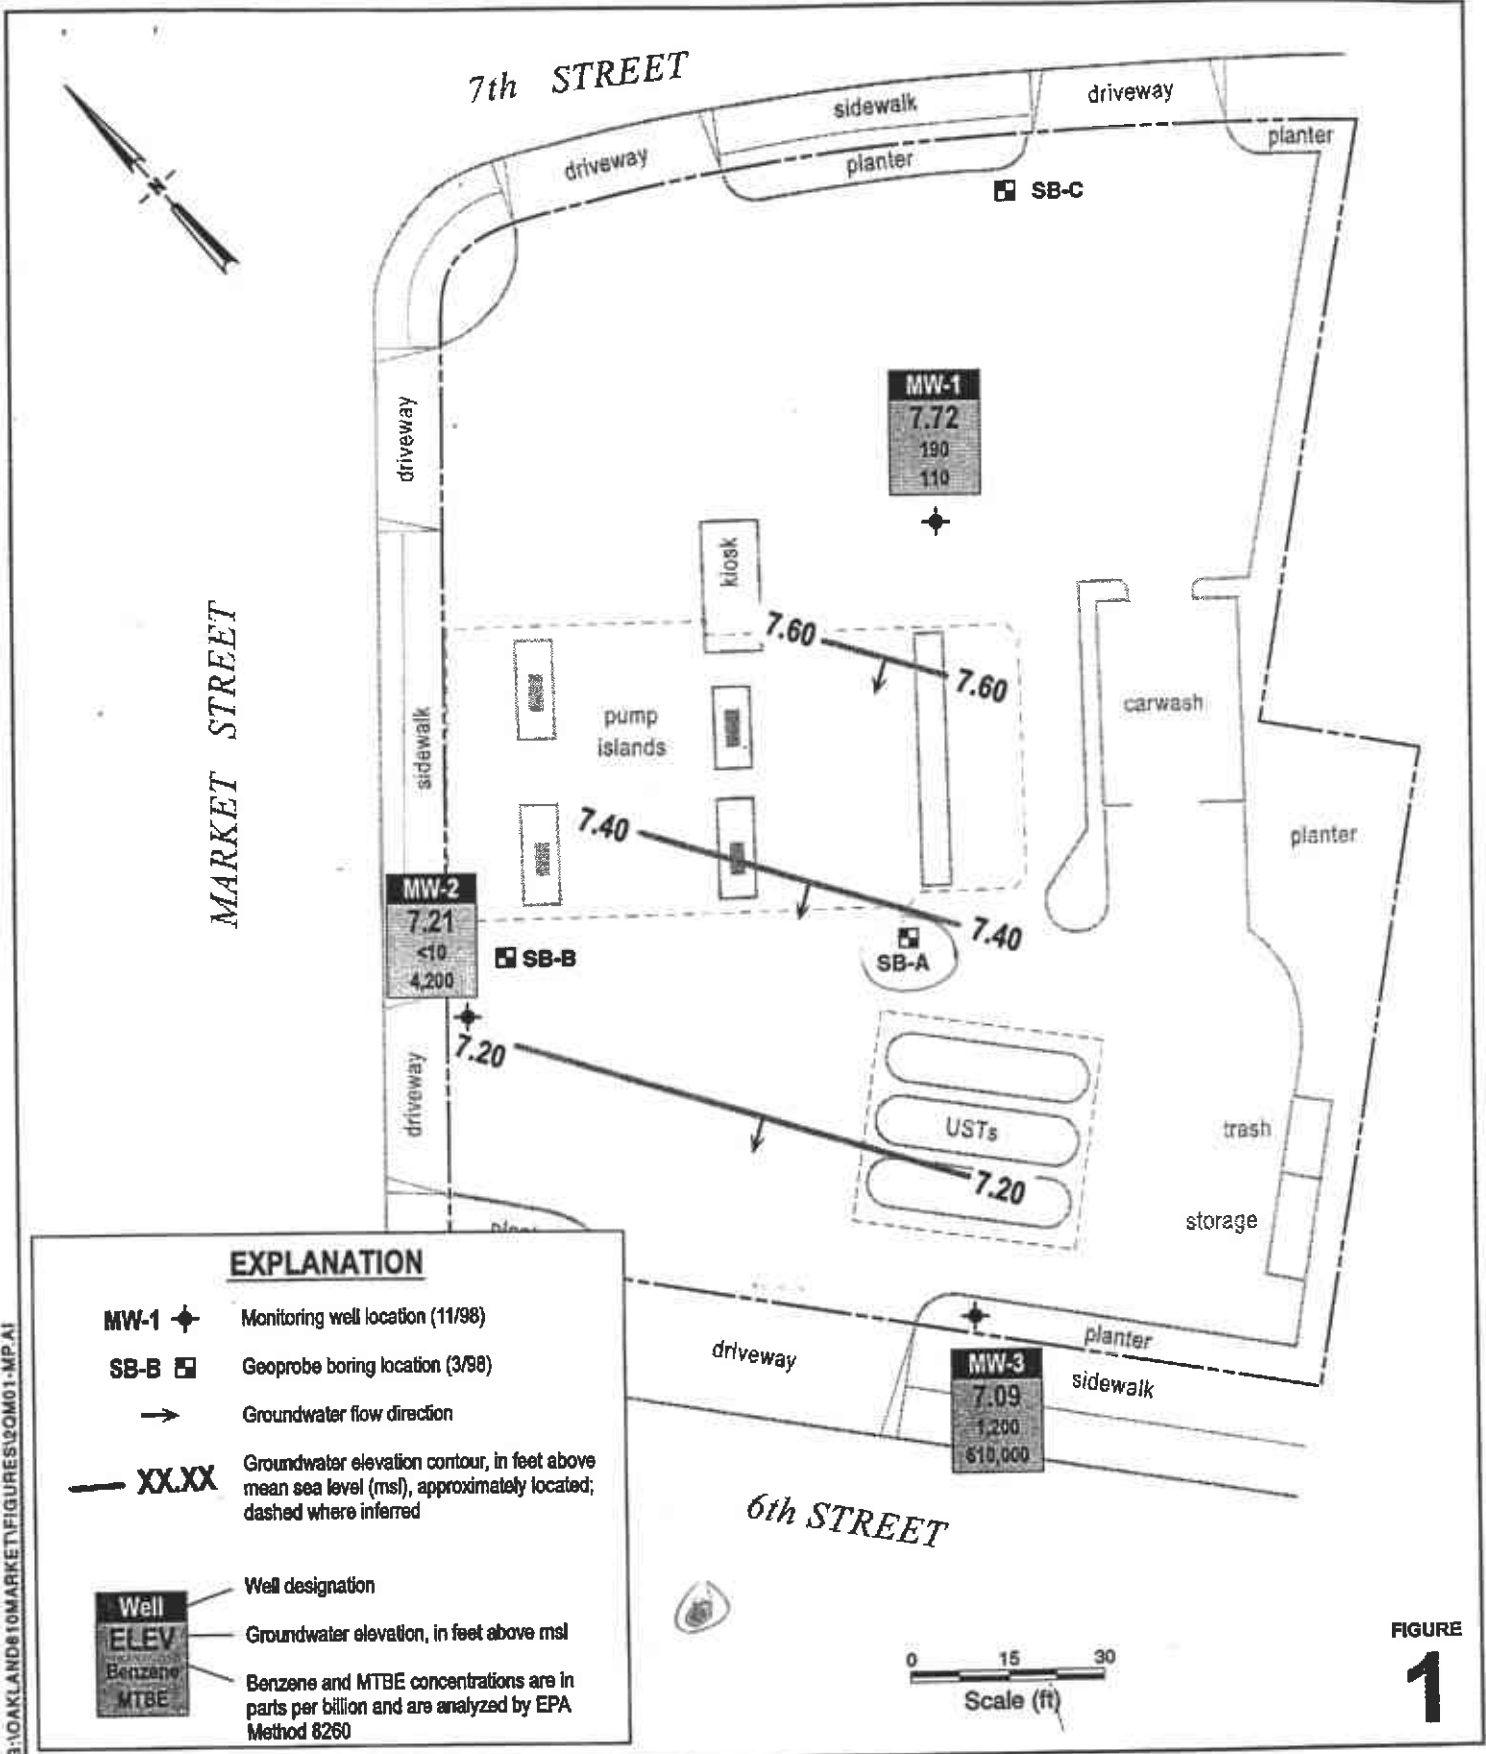 7th STREET
sidewalk
driveway
driveway
planter
planter
SB-C
N
MW-1
7.72
190
110
driveway
kiosk
MARKET STREET
7.60
7.60
carwash
pump
islands
sidewalk
7.40
7.40
planter
MW-2
7.21
<10
4,200
SB-B
SB-A
7.20
driveway
USTs
trash
7.20
storage
planter
driveway
sidewalk
MW-3
7.09
1,200
610,000
6th STREET
EXPLANATION
MW-1 Monitoring well location (11/98)
SB-B Geoprobe boring location (3/98)
Groundwater flow direction
XX.XX Groundwater elevation contour, in feet above
mean sea level (msl), approximately located;
dashed where inferred
Well
ELEV
Benzene
MTBE
Well designation
Groundwater elevation, in feet above msl
Benzene and MTBE concentrations are in
parts per billion and are analyzed by EPA
Method 8260
0 15 30
Scale (ft)
FIGURE
1
G:\OAKLAND610MARKET\FIGURES\2QM01-MP.AI